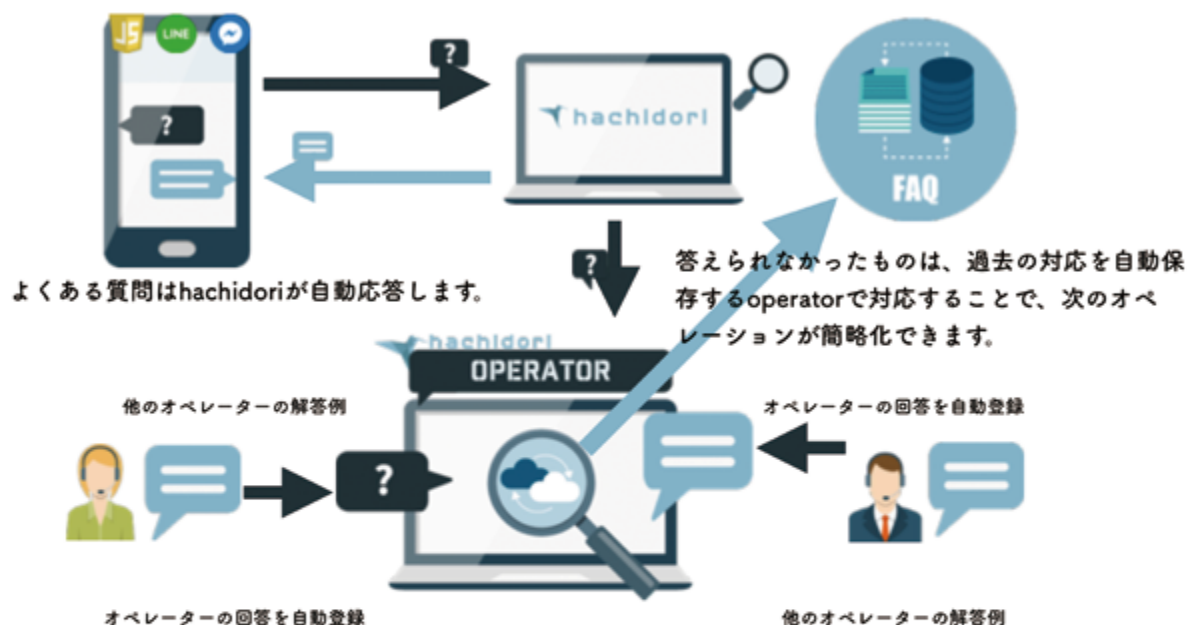 JS
LINE
?
?
hachidori
FAQ
よくある質問はhachidoriが自動応答します。
?
答えられなかったものは、過去の対応を自動保
存するoperatorで対応することで、次のオペ
レーションが簡略化できます。
hachidori
OPERATOR
他のオペレーターの解答例
オペレーターの回答を自動登録
?
オペレーターの回答を自動登録
他のオペレーターの解答例